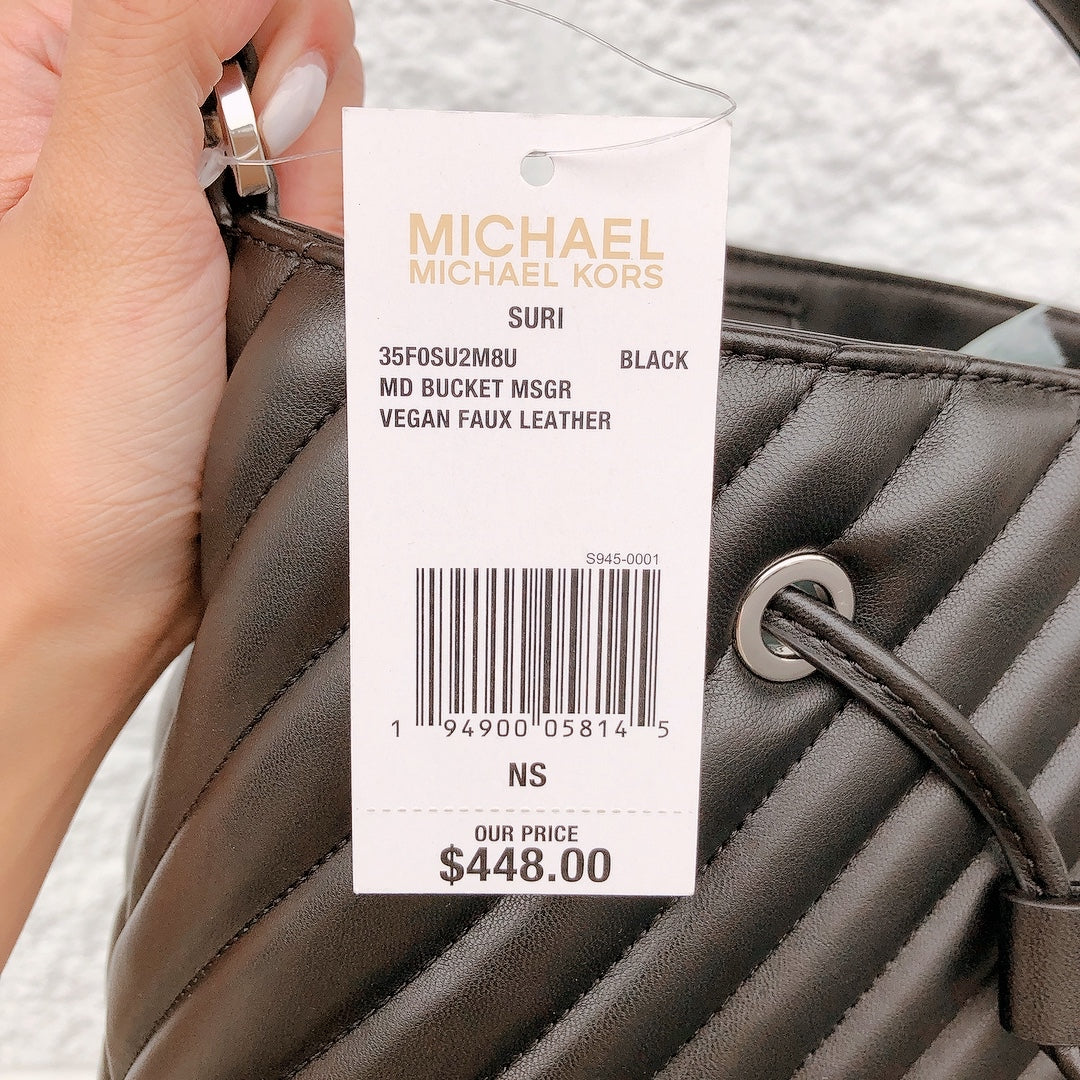 MICHAEL
MICHAEL KORS
SURI
35F0SU2M8U BLACK
MD BUCKET MSGR
VEGAN FAUX LEATHER
S945-0001
1 94900 05814 5
NS
OUR PRICE
$448.00